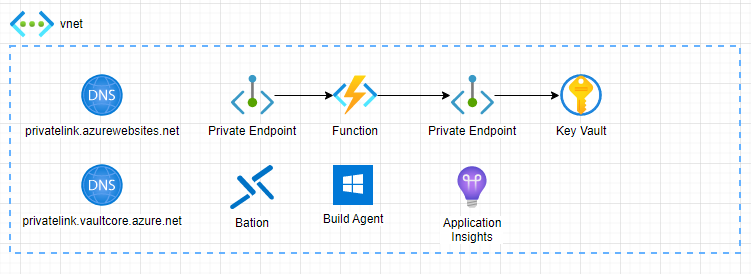 vnet
DNS
privatelink.azurewebsites.net
Private Endpoint
Function
Private Endpoint
Key Vault
DNS
privatelink.vaultcore.azure.net
Bation
Build Agent
Application
Insights